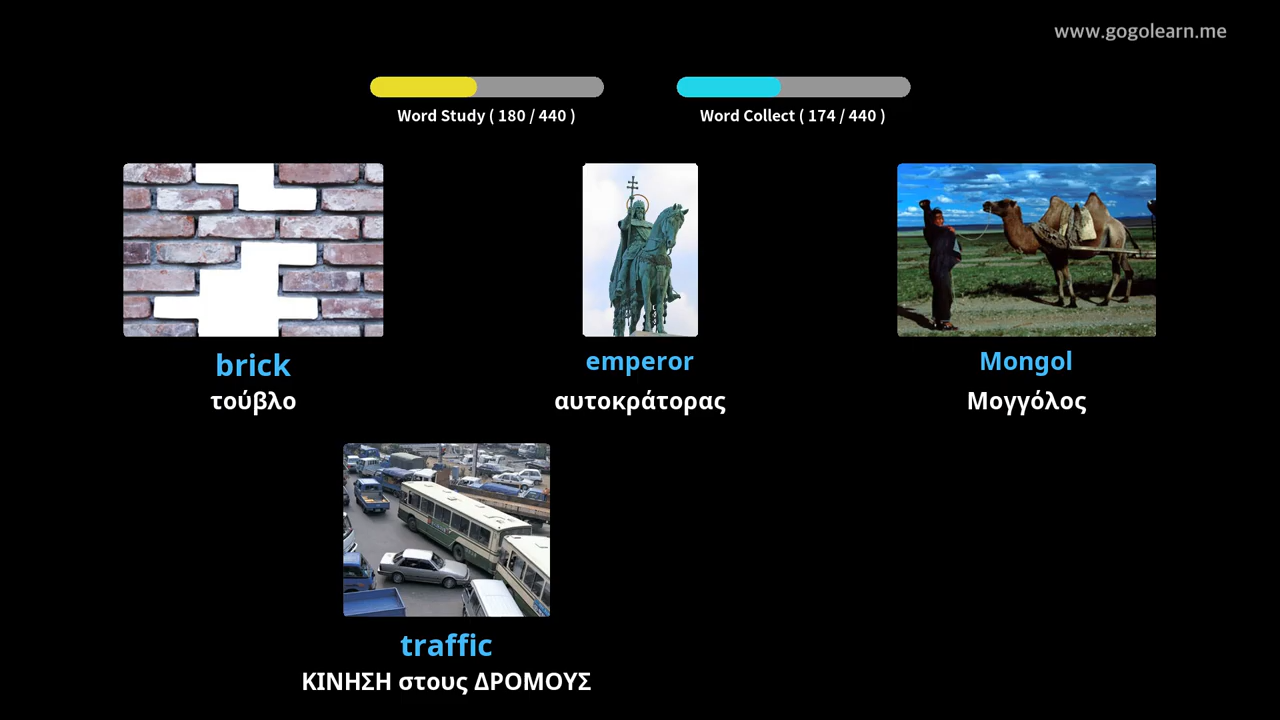 www.gogolearn.me
Word Study ( 180 / 440 )
Word Collect ( 174 / 440 )
brick
τούβλο
emperor
αυτοκράτορας
Mongol
Μογγόλος
traffic
ΚΙΝΗΣΗ στους ΔΡΟΜΟΥΣ